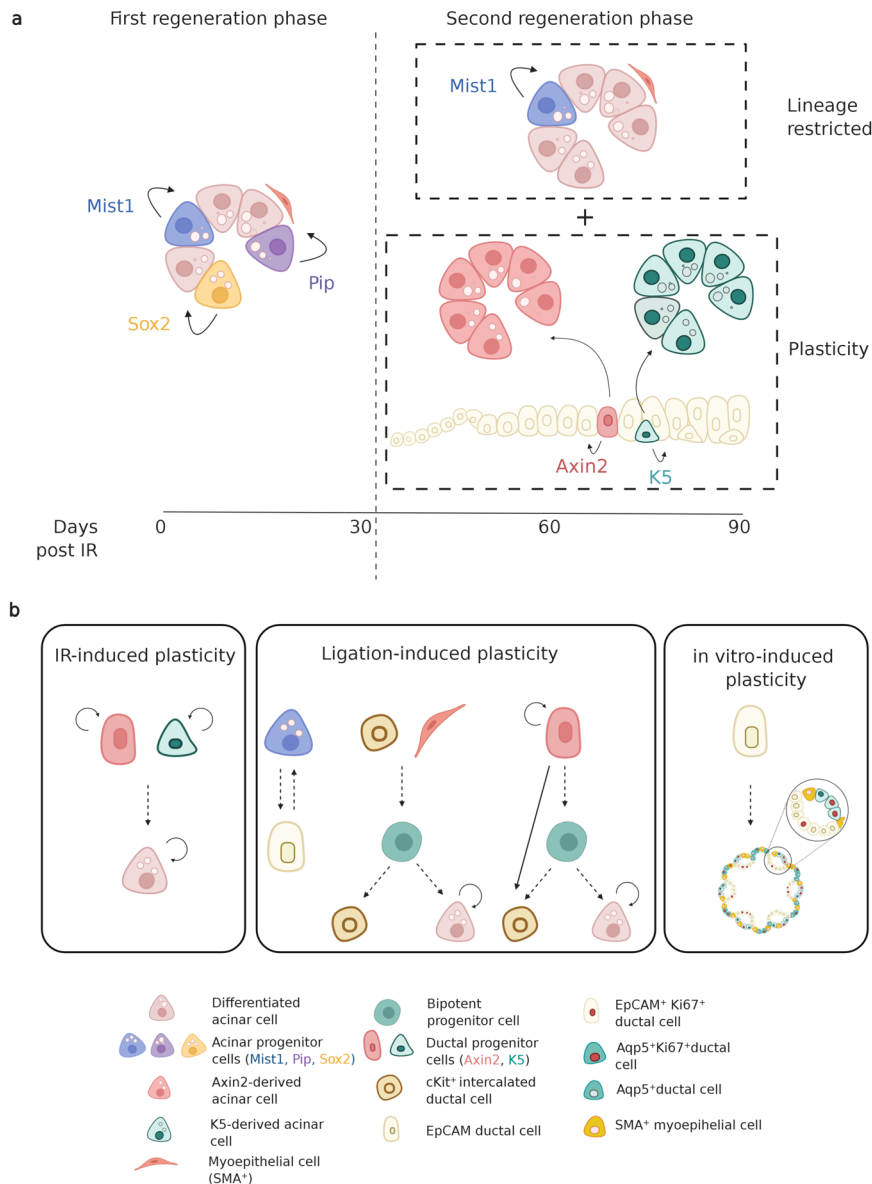 a
First regeneration phase
Second regeneration phase
Mist1
Lineage
restricted
+
Mist1
Pip
Sox2
Plasticity
Axin2
K5
Days
post IR
0
30
60
90
b
IR-induced plasticity
Ligation-induced plasticity
in vitro-induced
plasticity
Differentiated
acinar cell
Bipotent
progenitor cell
EpCAM⁺ Ki67⁺
ductal cell
Acinar progenitor
cells (Mist1, Pip, Sox2)
Ductal progenitor
cells (Axin2, K5)
Aqp5⁺Ki67⁺ductal
cell
Axin2-derived
acinar cell
cKit⁺ intercalated
ductal cell
Aqp5⁺ductal cell
K5-derived acinar
cell
EpCAM ductal cell
SMA⁺ myoepihelial cell
Myoepithelial cell
(SMA⁺)